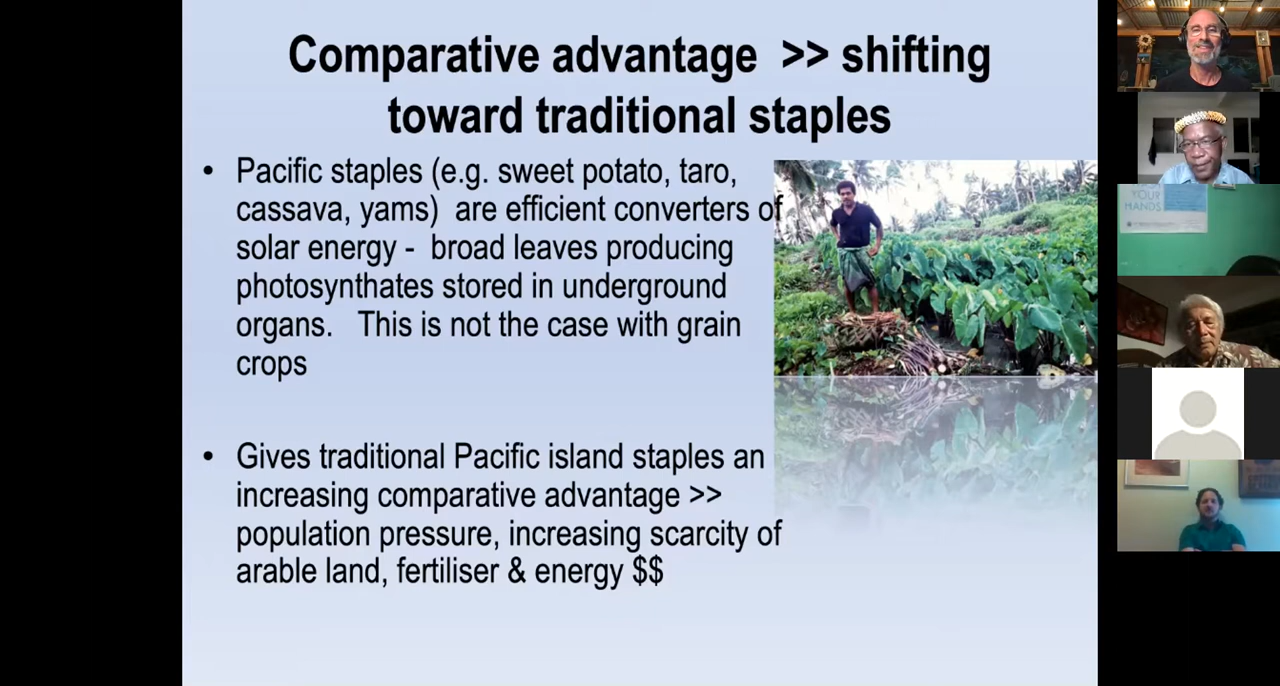 Comparative advantage >> shifting
toward traditional staples
• Pacific staples (e.g. sweet potato, taro,
cassava, yams) are efficient converters of
solar energy - broad leaves producing
photosynthates stored in underground
organs. This is not the case with grain
crops
• Gives traditional Pacific island staples an
increasing comparative advantage >>
population pressure, increasing scarcity of
arable land, fertiliser & energy $$
YOUR
HANDS